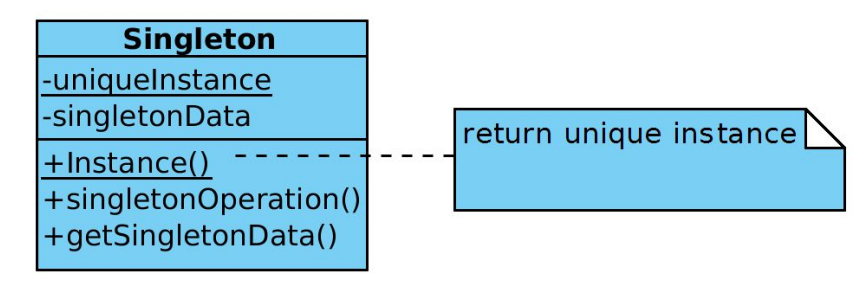 Singleton
-uniqueInstance
-singletonData
+Instance()
+singletonOperation()
+getSingletonData()
return unique instance